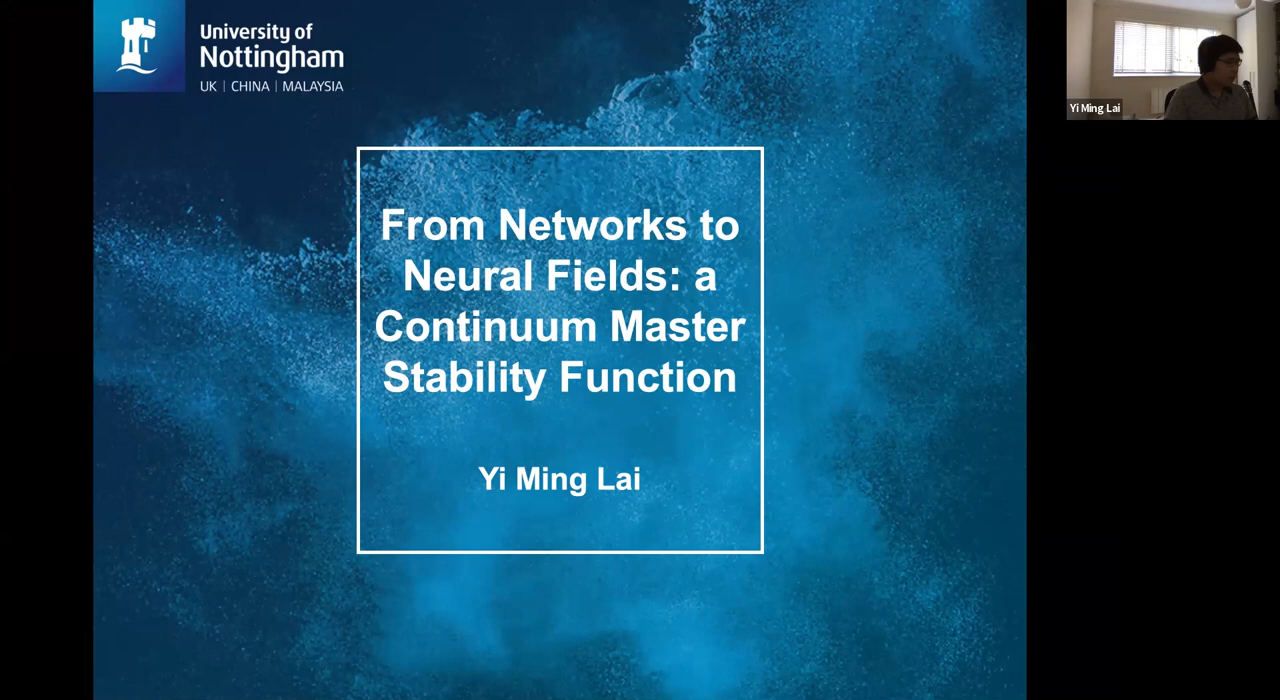 University of
Nottingham
UK | CHINA | MALAYSIA
From Networks to
Neural Fields: a
Continuum Master
Stability Function
Yi Ming Lai
Yi Ming Lai